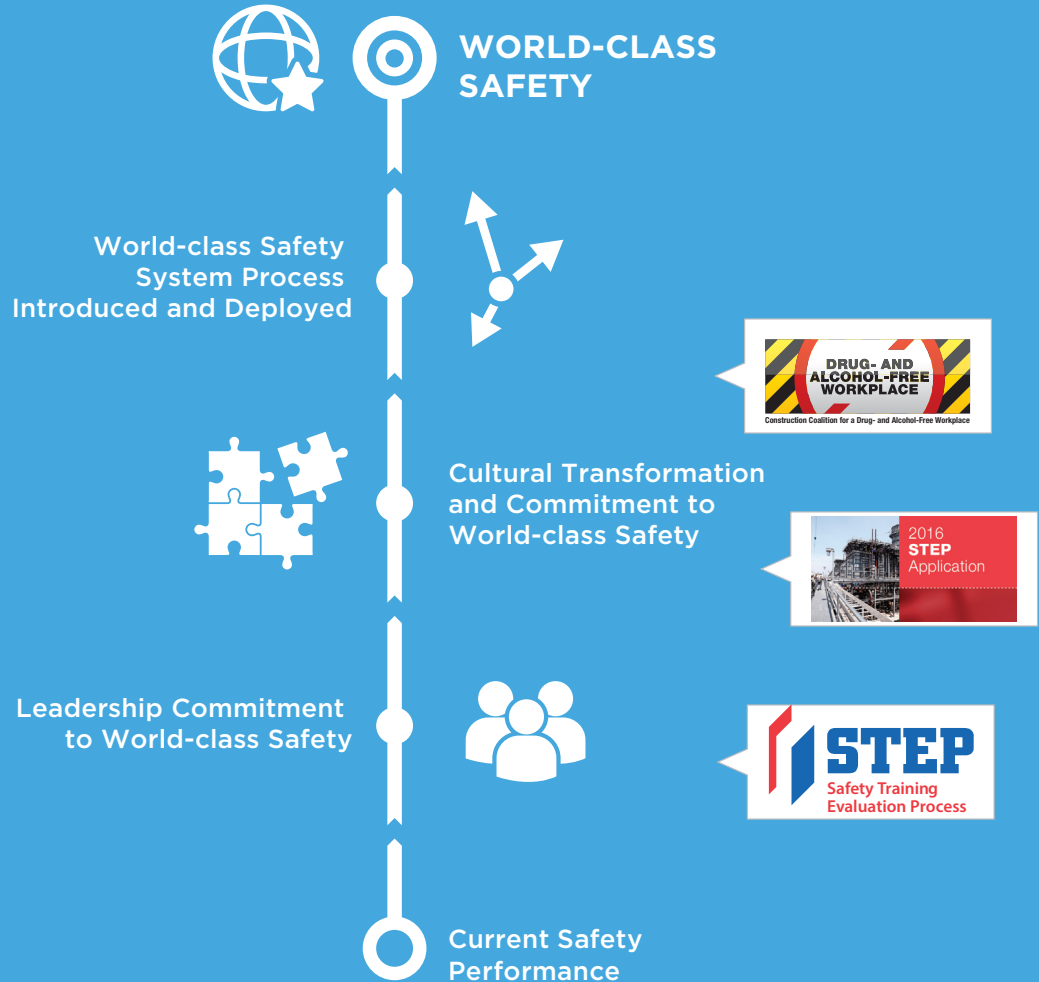 WORLD-CLASS
SAFETY
World-class Safety
System Process
Introduced and Deployed
DRUG- AND
ALCOHOL-FREE
WORKPLACE
Construction Coalition for a Drug- and Alcohol-Free Workplace
Cultural Transformation
and Commitment to
World-class Safety
2016
STEP
Application
Leadership Commitment
to World-class Safety
STEP
Safety Training
Evaluation Process
Current Safety
Performance